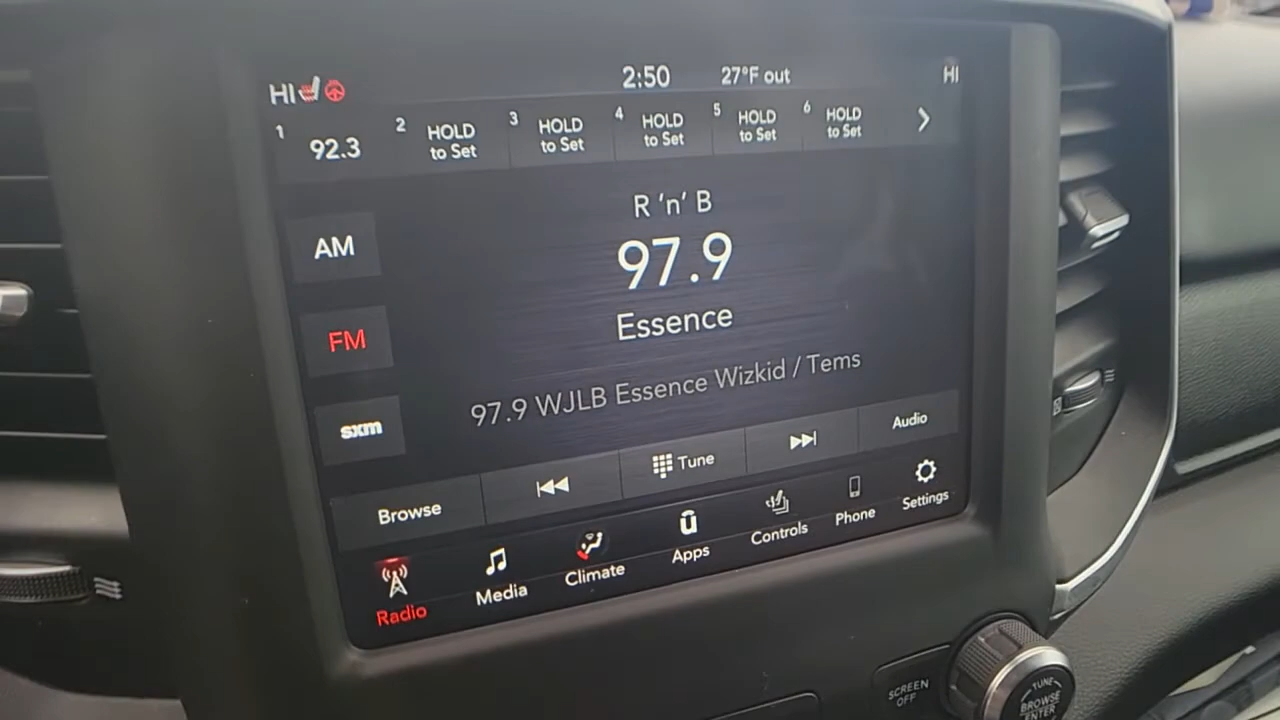 HI 2:50 27°F out HI
1 92.3 2 HOLD to Set 3 HOLD to Set 4 HOLD to Set 5 HOLD to Set 6 HOLD to Set
R 'n' B
AM
97.9
Essence
FM
97.9 WJLB Essence Wizkid / Tems
sxm
Browse Tune Audio
Radio Media Climate Apps Controls Phone Settings
SCREEN
OFF
TUNE
BROWSE
ENTER